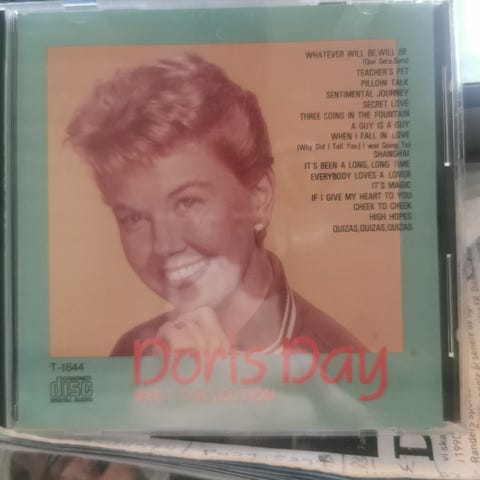 WHATEVER WILL BE, WILL BE
(Que Sera, Sera)
TEACHER'S PET
PILLOW TALK
SENTIMENTAL JOURNEY
SECRET LOVE
THREE COINS IN THE FOUNTAIN
A GUY IS A GUY
WHEN I FALL IN LOVE
(Why Did I Tell You) I was Going To)
SHANGHAI
IT'S BEEN A LONG, LONG TIME
EVERYBODY LOVES A LOVER
IT'S MAGIC
IF I GIVE MY HEART TO YOU
CHEEK TO CHEEK
HIGH HOPES
QUIZAS, QUIZAS, QUIZAS
Doris Day
T-1844
COMPACT
disc
DIGITAL AUDIO
viska
Randers